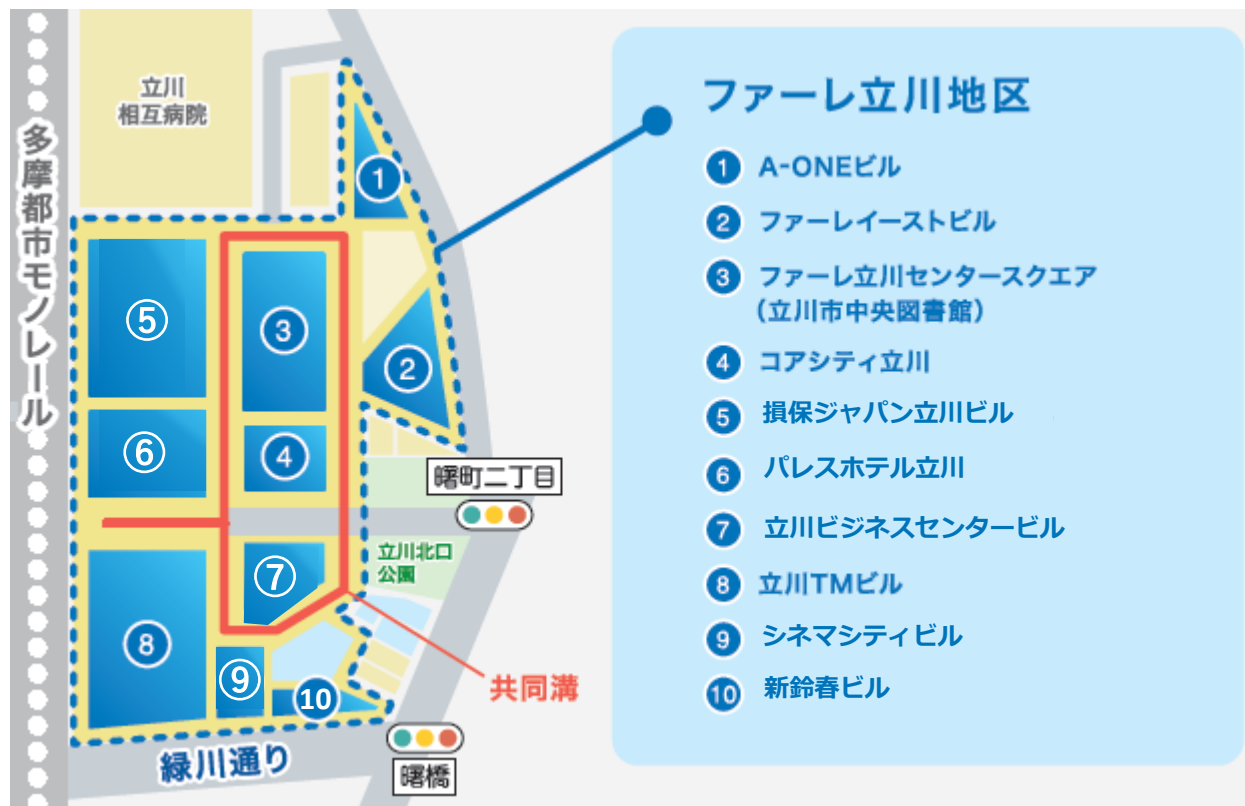 立川
相互病院
多摩都市モノレール
①
②
③
④
⑤
⑥
⑦
⑧
⑨
⑩
曙町二丁目
立川北口
公園
共同溝
緑川通り
曙橋
ファーレ立川地区
① A-ONEビル
② ファーレイーストビル
③ ファーレ立川センタースクエア
(立川市中央図書館)
④ コアシティ立川
⑤ 損保ジャパン立川ビル
⑥ パレスホテル立川
⑦ 立川ビジネスセンタービル
⑧ 立川TMビル
⑨ シネマシティビル
⑩ 新鈴春ビル